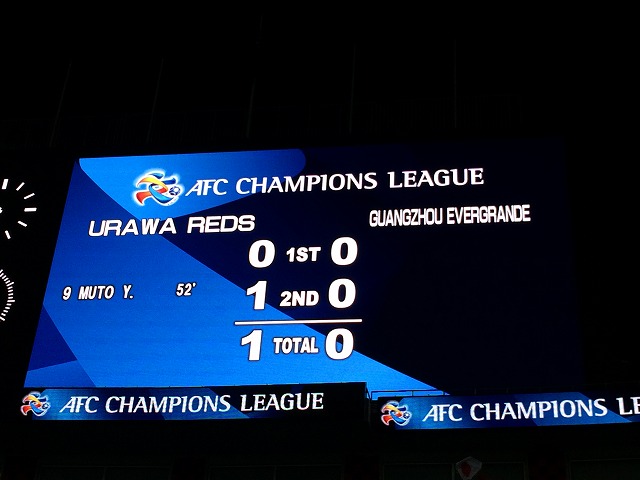 AFC CHAMPIONS LEAGUE
URAWA REDS GUANGZHOU EVERGRANDE
0 1ST 0
9 MUTO Y. 52' 1 2ND 0
1 TOTAL 0
AFC CHAMPIONS LEAGUE AFC CHAMPIONS LE